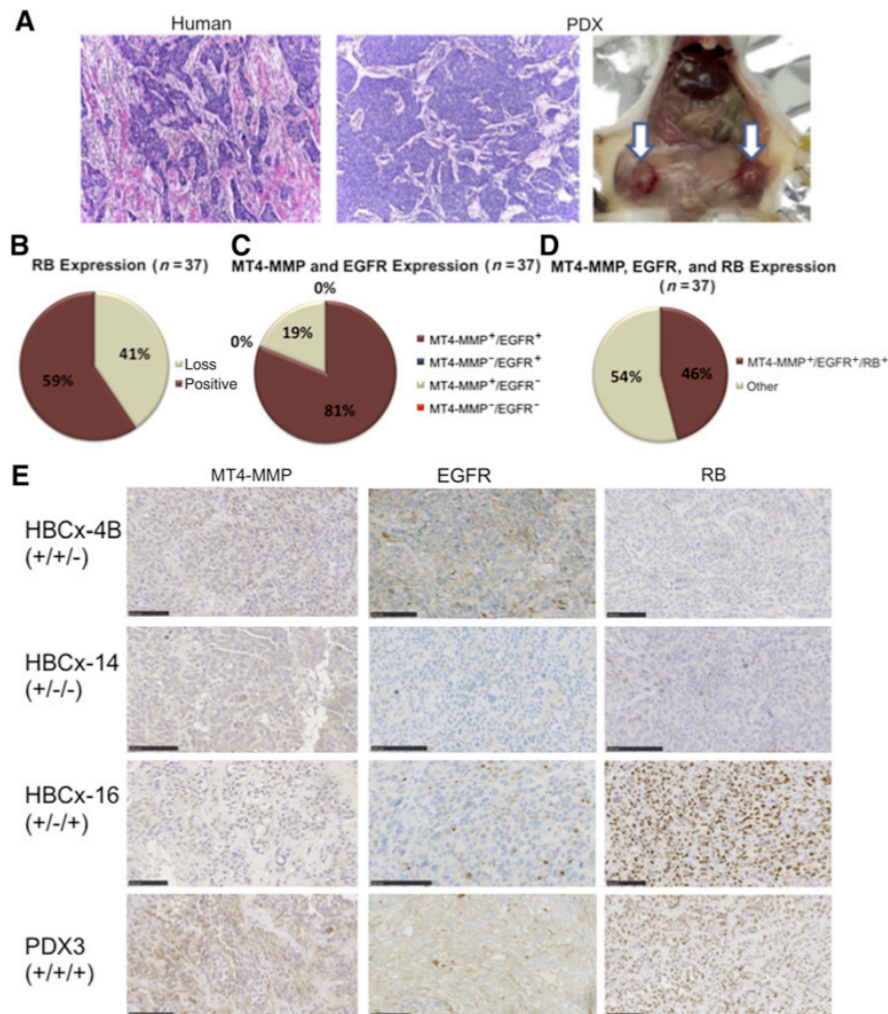 A
Human
PDX
B
RB Expression (n = 37)
41%
59%
Loss
Positive
C
MT4-MMP and EGFR Expression (n = 37)
0%
0%
19%
81%
MT4-MMP⁺/EGFR⁺
MT4-MMP⁻/EGFR⁺
MT4-MMP⁺/EGFR⁻
MT4-MMP⁻/EGFR⁻
D
MT4-MMP, EGFR, and RB Expression
(n = 37)
54%
46%
MT4-MMP⁺/EGFR⁺/RB⁺
Other
E
MT4-MMP
EGFR
RB
HBCx-4B
(+/+/-)
HBCx-14
(+/-/-)
HBCx-16
(+/-/+)
PDX3
(+/+/+)